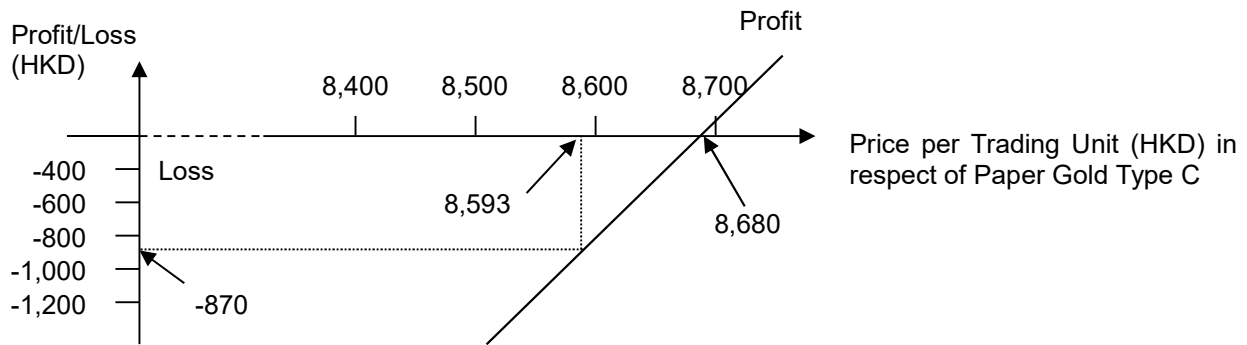 Profit
Profit/Loss
(HKD)
8,400
8,500
8,600
8,700
Price per Trading Unit (HKD) in
respect of Paper Gold Type C
-400
Loss
-600
8,593
-800
8,680
-1,000
-1,200
-870